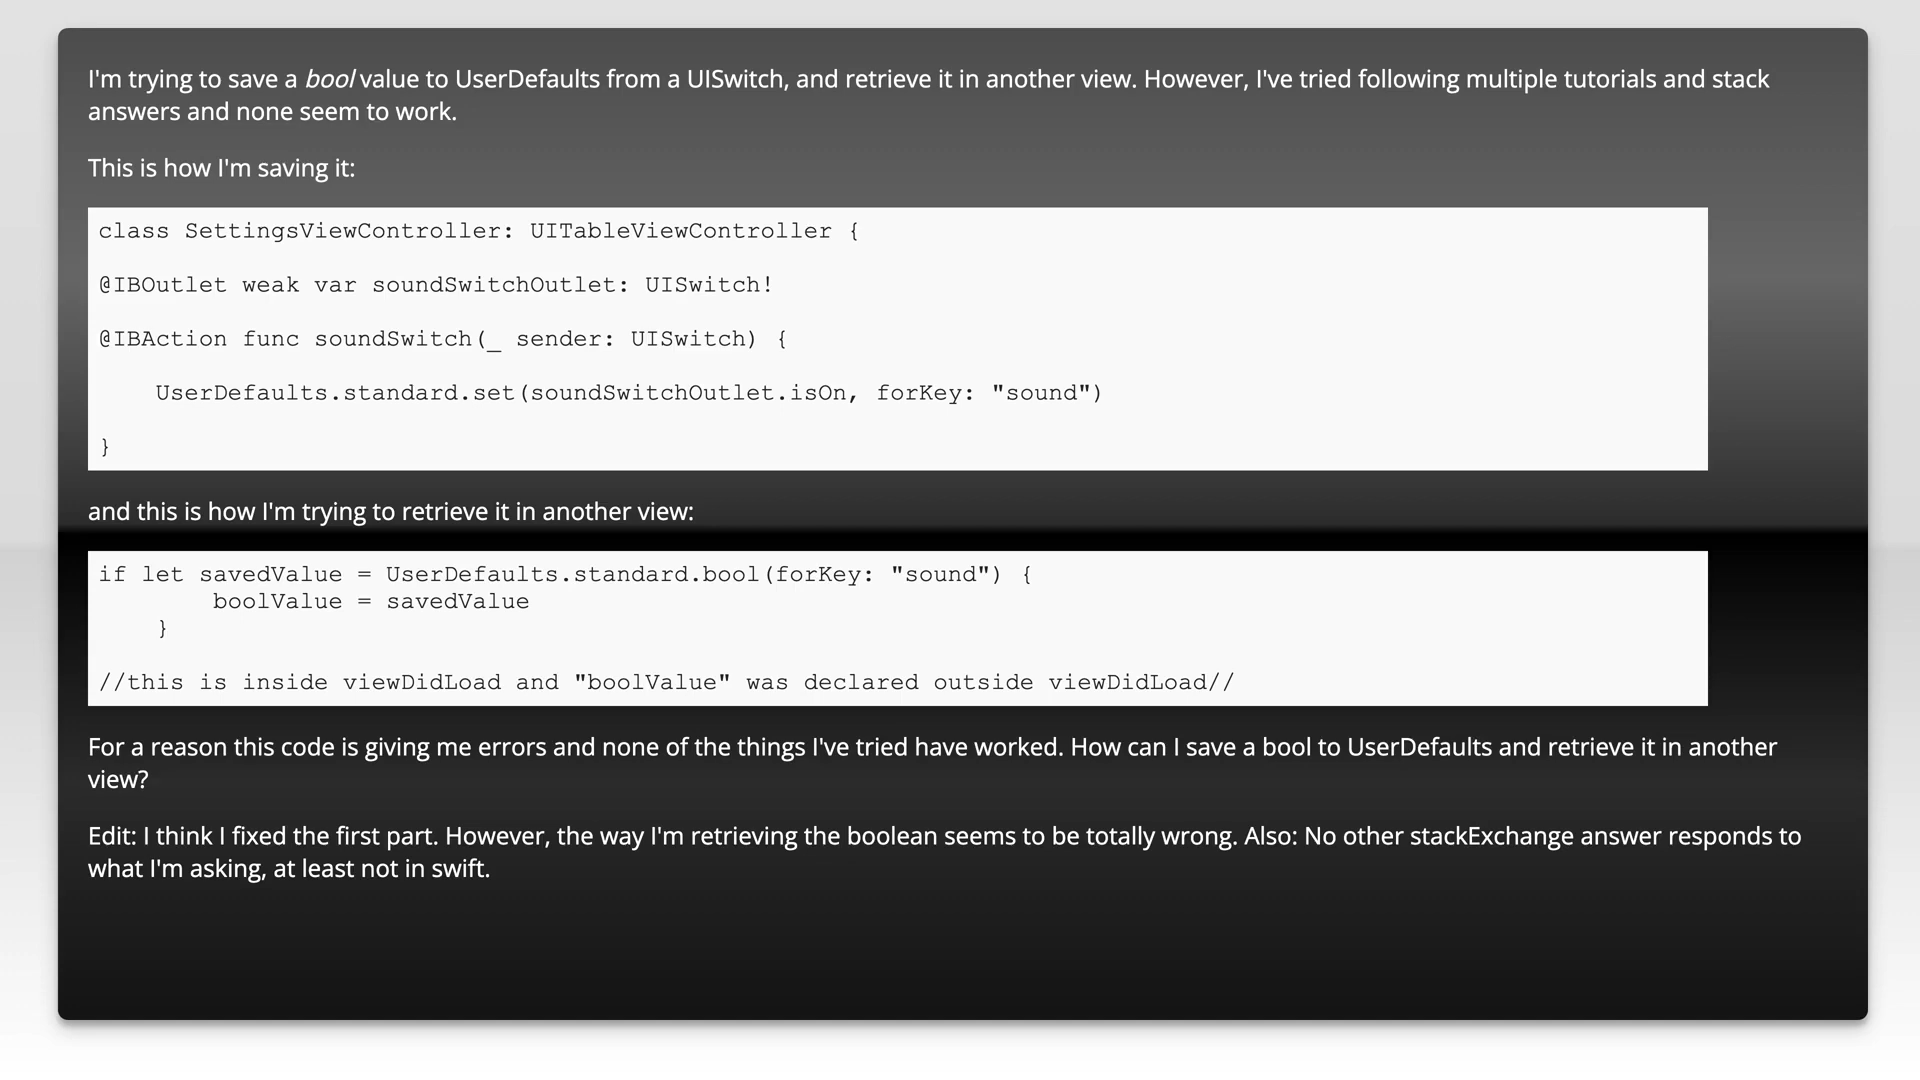 I'm trying to save a bool value to UserDefaults from a UISwitch, and retrieve it in another view. However, I've tried following multiple tutorials and stack
answers and none seem to work.
This is how I'm saving it:
class SettingsViewController: UITableViewController {
@IBOutlet weak var soundSwitchOutlet: UISwitch!
@IBAction func soundSwitch(_ sender: UISwitch) {
    UserDefaults.standard.set(soundSwitchOutlet.isOn, forKey: "sound")
}
and this is how I'm trying to retrieve it in another view:
if let savedValue = UserDefaults.standard.bool(forKey: "sound") {
        boolValue = savedValue
    }
//this is inside viewDidLoad and "boolValue" was declared outside viewDidLoad//
For a reason this code is giving me errors and none of the things I've tried have worked. How can I save a bool to UserDefaults and retrieve it in another
view?
Edit: I think I fixed the first part. However, the way I'm retrieving the boolean seems to be totally wrong. Also: No other stackExchange answer responds to
what I'm asking, at least not in swift.